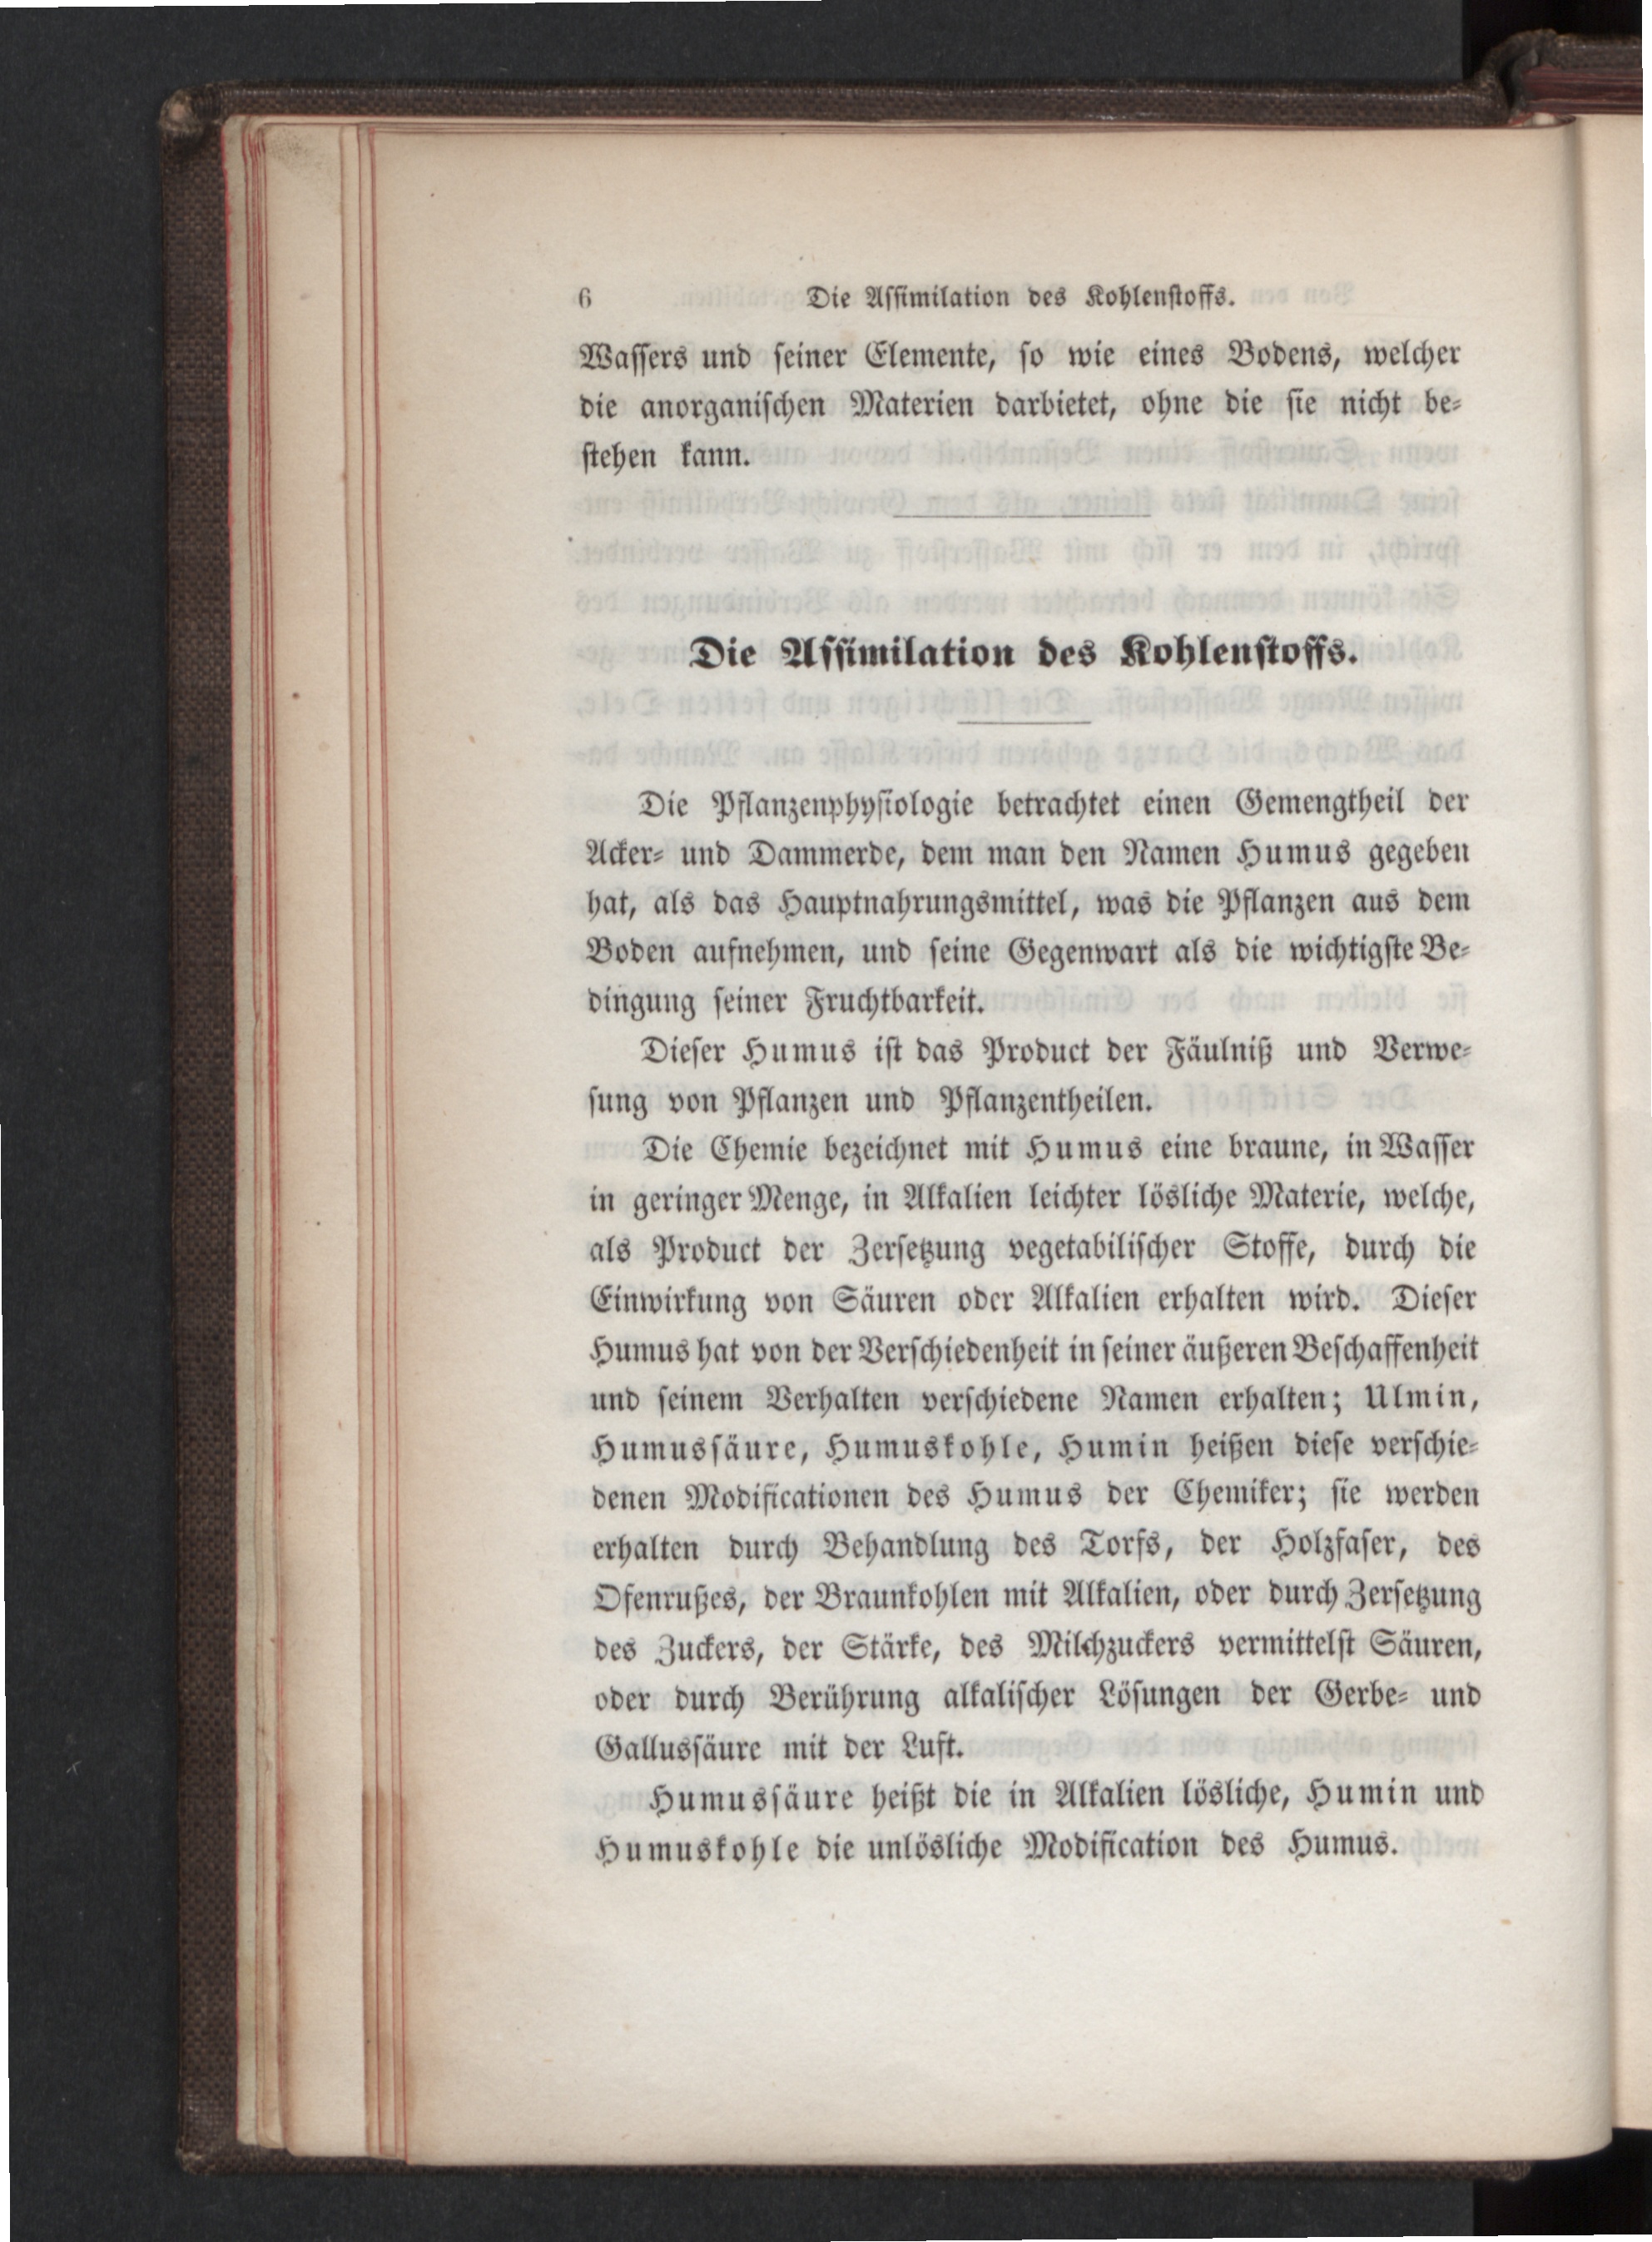 6 Die Assimilation des Kohlenstoffs.
Wassers und seiner Elemente, so wie eines Bodens, welcher
die anorganischen Materien darbietet, ohne die sie nicht be-
stehen kann.
Die Assimilation des Kohlenstoffs.
Die Pflanzenphysiologie betrachtet einen Gemengtheil der
Acker- und Dammerde, dem man den Namen Humus gegeben
hat, als das Hauptnahrungsmittel, was die Pflanzen aus dem
Boden aufnehmen, und seine Gegenwart als die wichtigste Be-
dingung seiner Fruchtbarkeit.
Dieser Humus ist das Product der Fäulniß und Verwe-
sung von Pflanzen und Pflanzentheilen.
Die Chemie bezeichnet mit Humus eine braune, in Wasser
in geringer Menge, in Alkalien leichter lösliche Materie, welche,
als Product der Zersetzung vegetabilischer Stoffe, durch die
Einwirkung von Säuren oder Alkalien erhalten wird. Dieser
Humus hat von der Verschiedenheit in seiner äußeren Beschaffenheit
und seinem Verhalten verschiedene Namen erhalten; Ulmin,
Humussäure, Humuskohle, Humin heißen diese verschie-
denen Modificationen des Humus der Chemiker; sie werden
erhalten durch Behandlung des Torfs, der Holzfaser, des
Ofenrußes, der Braunkohlen mit Alkalien, oder durch Zersetzung
des Zuckers, der Stärke, des Milchzuckers vermittelst Säuren,
oder durch Berührung alkalischer Lösungen der Gerbe- und
Gallussäure mit der Luft.
Humussäure heißt die in Alkalien lösliche, Humin und
Humuskohle die unlösliche Modification des Humus.